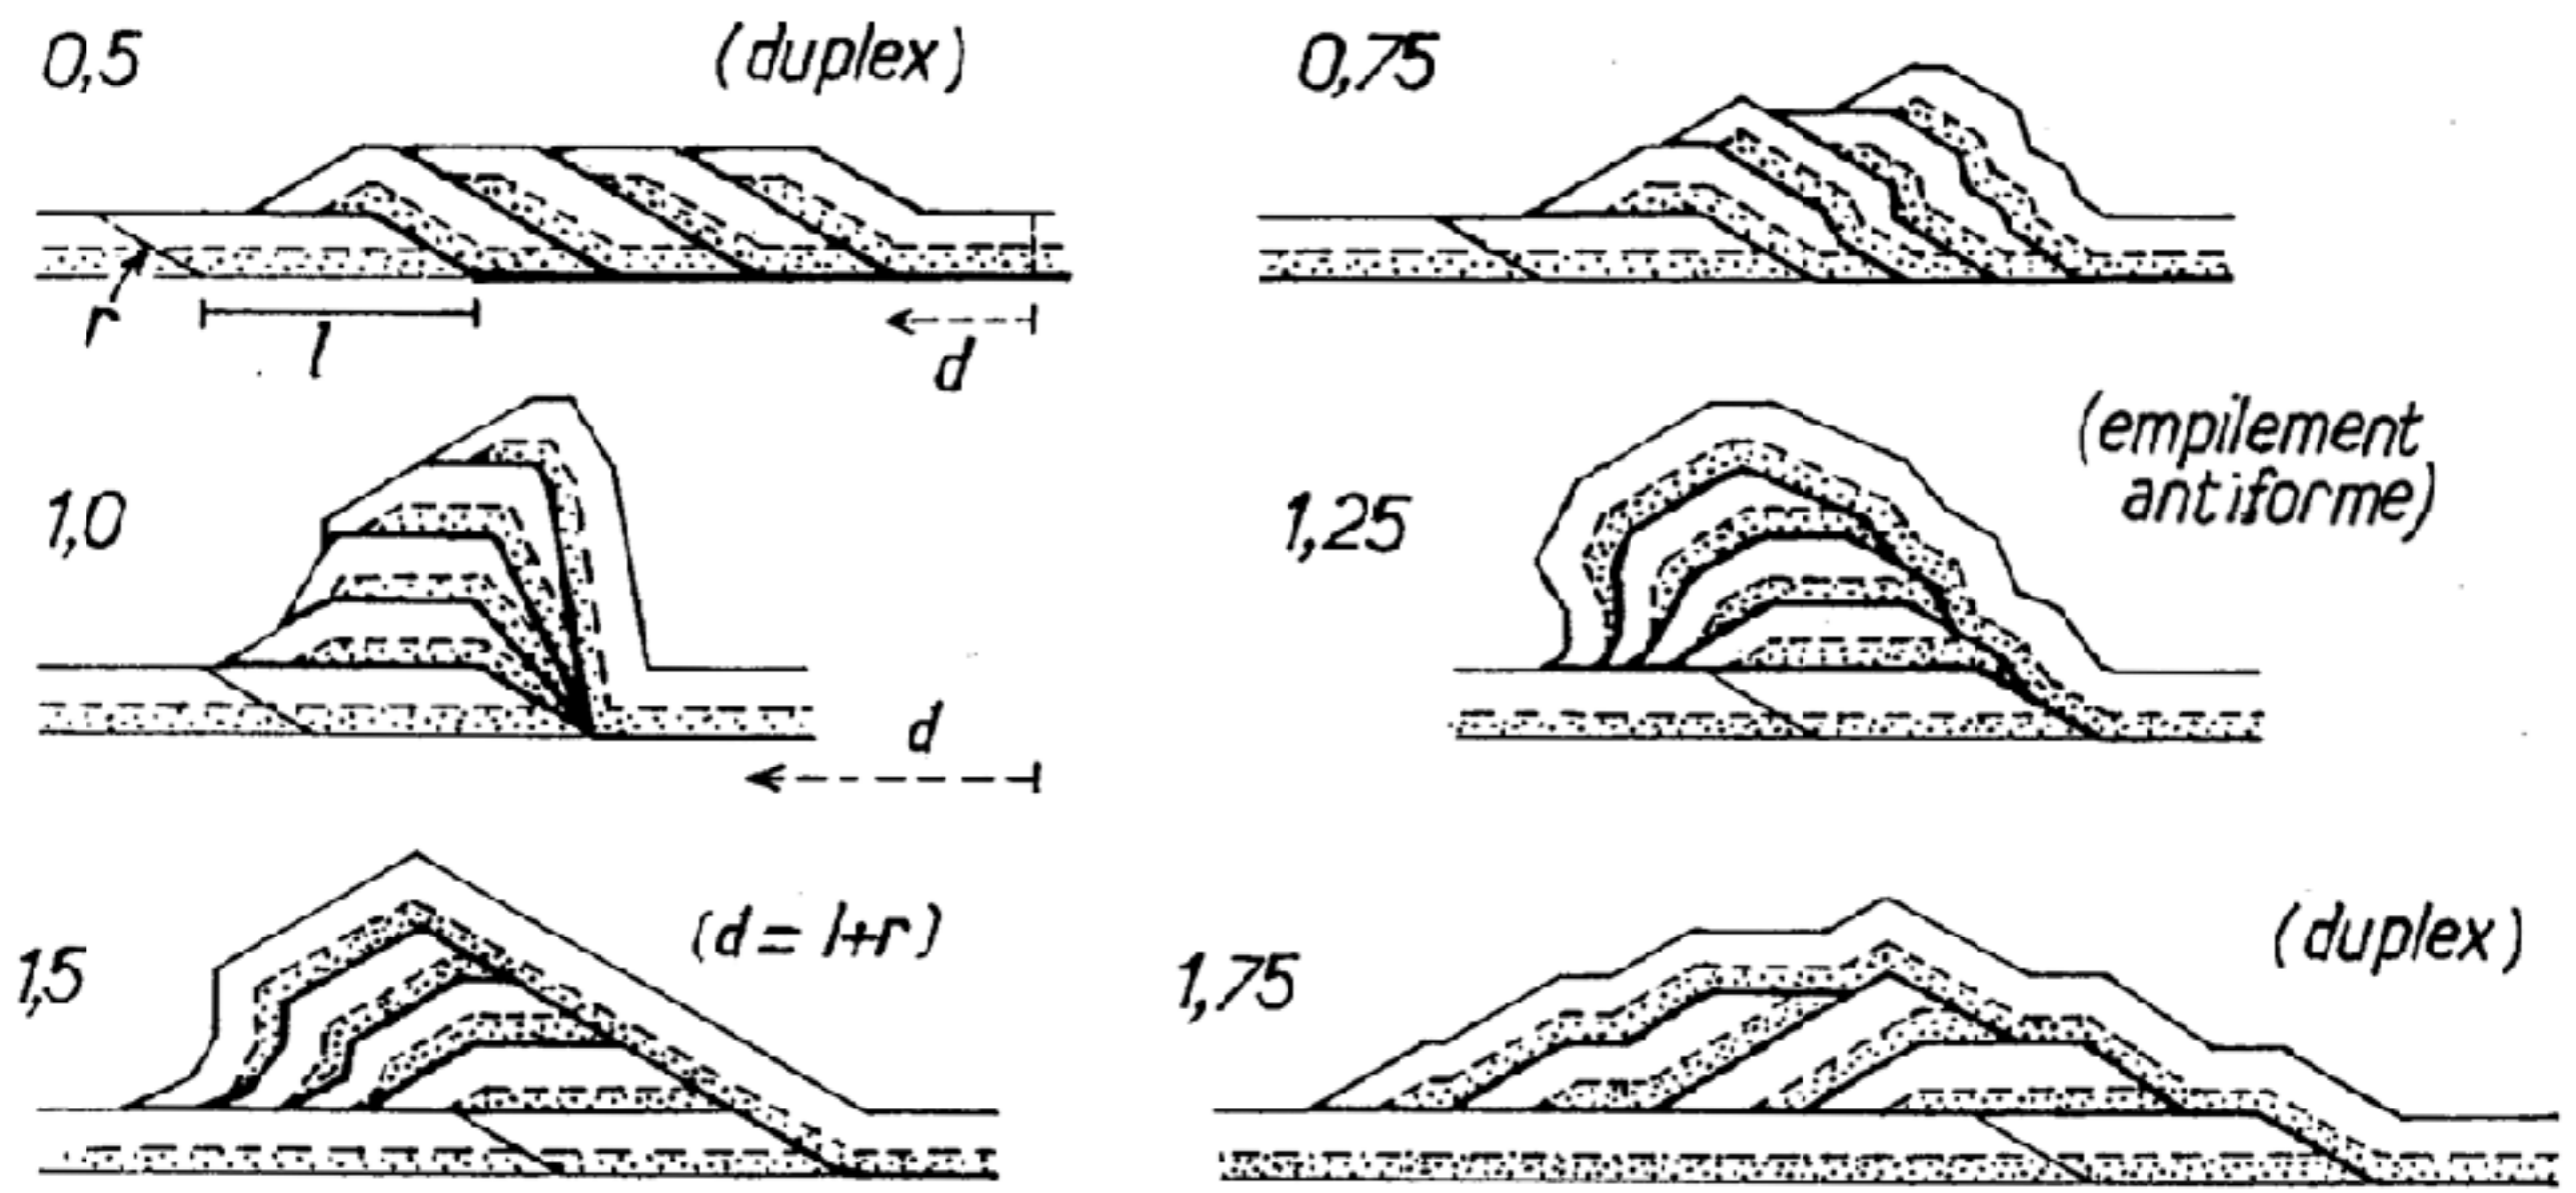 0,5
(duplex)
r
l
d
0,75
1,0
d
1,25
(empilement
antiforme)
1,5
(d = l+r)
1,75
(duplex)